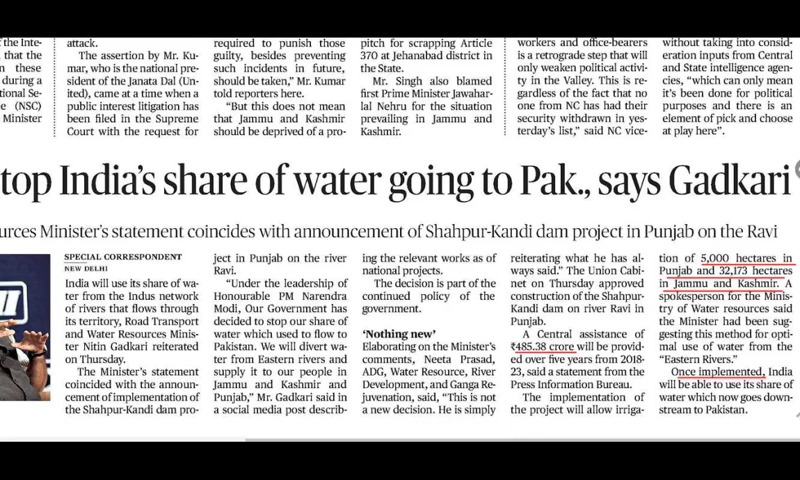 f the Inte-
d that the
n these
during a
tional Se-
e (NSC)
Minister
attack.
The assertion by Mr. Ku-
mar, who is the national pre-
sident of the Janata Dal (Un-
ited), came at a time when a
public interest litigation has
been filed in the Supreme
Court with the request for
required to punish those
guilty, besides preventing
such incidents in future,
should be taken,” Mr. Kumar
told reporters here.
“But this does not mean
that Jammu and Kashmir
should be deprived of a pro-
pitch for scrapping Article
370 at Jehanabad district in
the State.
Mr. Singh also blamed
first Prime Minister Jawahar-
lal Nehru for the situation
prevailing in Jammu and
Kashmir.
workers and office-bearers
is a retrograde step that will
only weaken political activi-
ty in the Valley. This is re-
gardless of the fact that no
one from NC has had their
security withdrawn in yes-
terday’s list,” said NC vice-
without taking into consid-
eration inputs from Central
and State intelligence agen-
cies, “which can only mean
it’s been done for political
purposes and there is an
element of pick and choose
at play here”.
top India’s share of water going to Pak., says Gadkari
urces Minister’s statement coincides with announcement of Shahpur-Kandi dam project in Punjab on the Ravi
SPECIAL CORRESPONDENT
NEW DELHI
India will use its share of wa-
ter from the Indus network
of rivers that flows through
its territory, Road Transport
and Water Resources Minis-
ter Nitin Gadkari reiterated
on Thursday.
The Minister’s statement
coincided with the announ-
cement of implementation of
the Shahpur-Kandi dam pro-
ject in Punjab on the river
Ravi.
“Under the leadership of
Honourable PM Narendra
Modi, Our Government has
decided to stop our share of
water which used to flow to
Pakistan. We will divert wa-
ter from Eastern rivers and
supply it to our people in
Jammu and Kashmir and
Punjab,” Mr. Gadkari said in
a social media post describ-
ing the relevant works as of
national projects.
The decision is part of the
continued policy of the
government.
‘Nothing new’
Elaborating on the Minister’s
comments, Neeta Prasad,
ADG, Water Resource, River
Development, and Ganga Re-
juvenation, said, “This is not
a new decision. He is simply
reiterating what he has al-
ways said.” The Union Cabi-
net on Thursday approved
construction of the Shahpur-
Kandi dam on river Ravi in
Punjab.
A Central assistance of
₹485.38 crore will be provid-
ed over five years from 2018-
23, said a statement from the
Press Information Bureau.
The implementation of
the project will allow irriga-
tion of 5,000 hectares in
Punjab and 32,173 hectares
in Jammu and Kashmir. A
spokesperson for the Minis-
try of Water resources said
the Minister had been sug-
gesting this method for opti-
mal use of water from the
“Eastern Rivers.”
Once implemented, India
will be able to use its share of
water which now goes down-
stream to Pakistan.